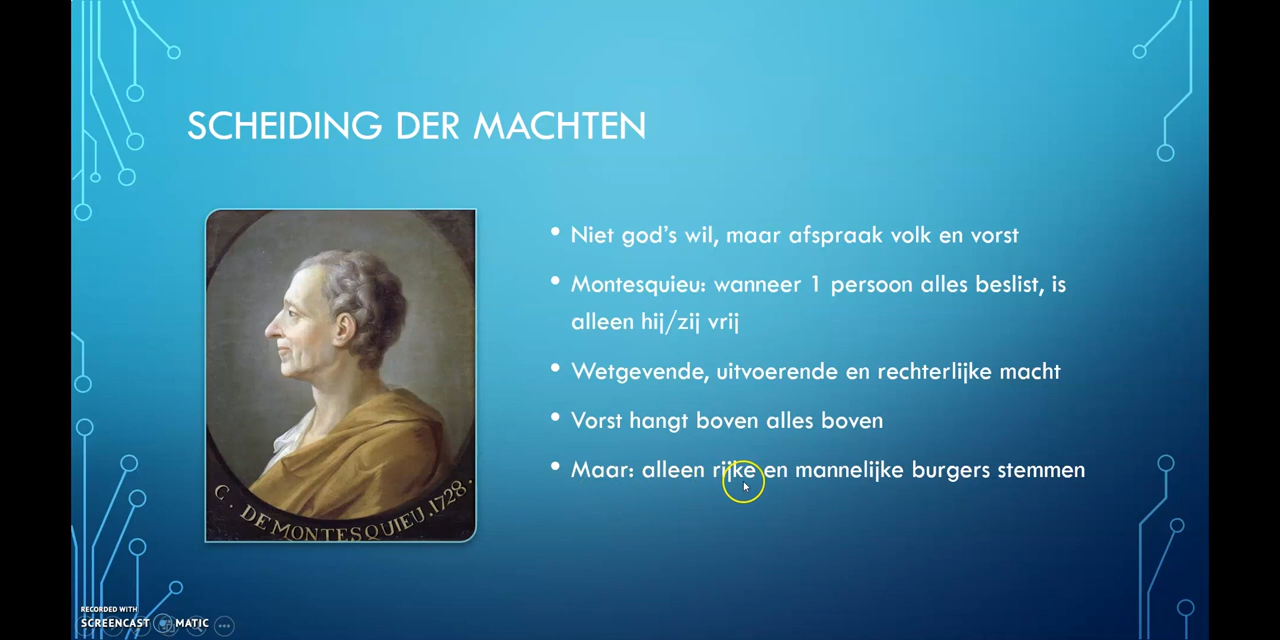 SCHEIDING DER MACHTEN
• Niet god's wil, maar afspraak volk en vorst
• Montesquieu: wanneer 1 persoon alles beslist, is
alleen hij/zij vrij
• Wetgevende, uitvoerende en rechterlijke macht
• Vorst hangt boven alles boven
• Maar: alleen rijke en mannelijke burgers stemmen
C. DE MONTESQUIEU.1728.
RECORDED WITH
SCREENCAST MATIC